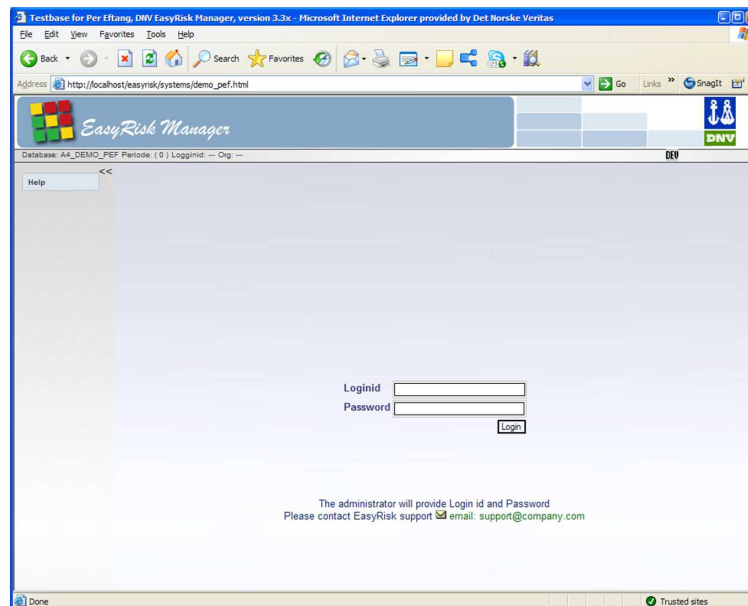 Testbase for Per Eftang, DNV EasyRisk Manager, version 3.3x - Microsoft Internet Explorer provided by Det Norske Veritas
File Edit View Favorites Tools Help
Back Search Favorites
Address http://localhost/easyrisk/systems/demo_pef.html Go Links » SnagIt
EasyRisk Manager
DNV
Database: A4_DEMO_PEF Periode: ( 0 ) Logginid: --- Org: --- DEV
<<
Help
Loginid
Password
Login
The administrator will provide Login id and Password
Please contact EasyRisk support email: support@company.com
Done Trusted sites